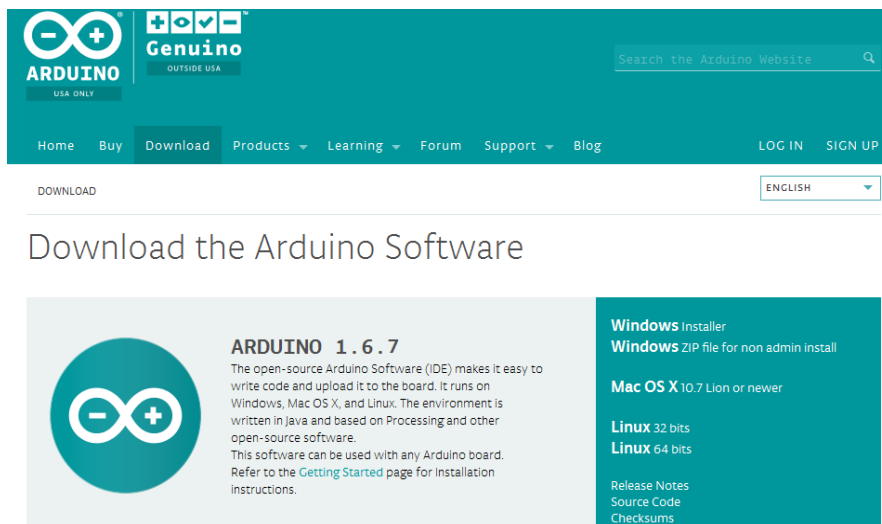 ARDUINO
USA ONLY
Genuino
OUTSIDE USA
Search the Arduino Website
Home Buy Download Products Learning Forum Support Blog LOG IN SIGN UP
DOWNLOAD
ENGLISH
Download the Arduino Software
ARDUINO 1.6.7
The open-source Arduino Software (IDE) makes it easy to
write code and upload it to the board. It runs on
Windows, Mac OS X, and Linux. The environment is
written in Java and based on Processing and other
open-source software.
This software can be used with any Arduino board.
Refer to the Getting Started page for Installation
instructions.
Windows Installer
Windows ZIP file for non admin install
Mac OS X 10.7 Lion or newer
Linux 32 bits
Linux 64 bits
Release Notes
Source Code
Checksums